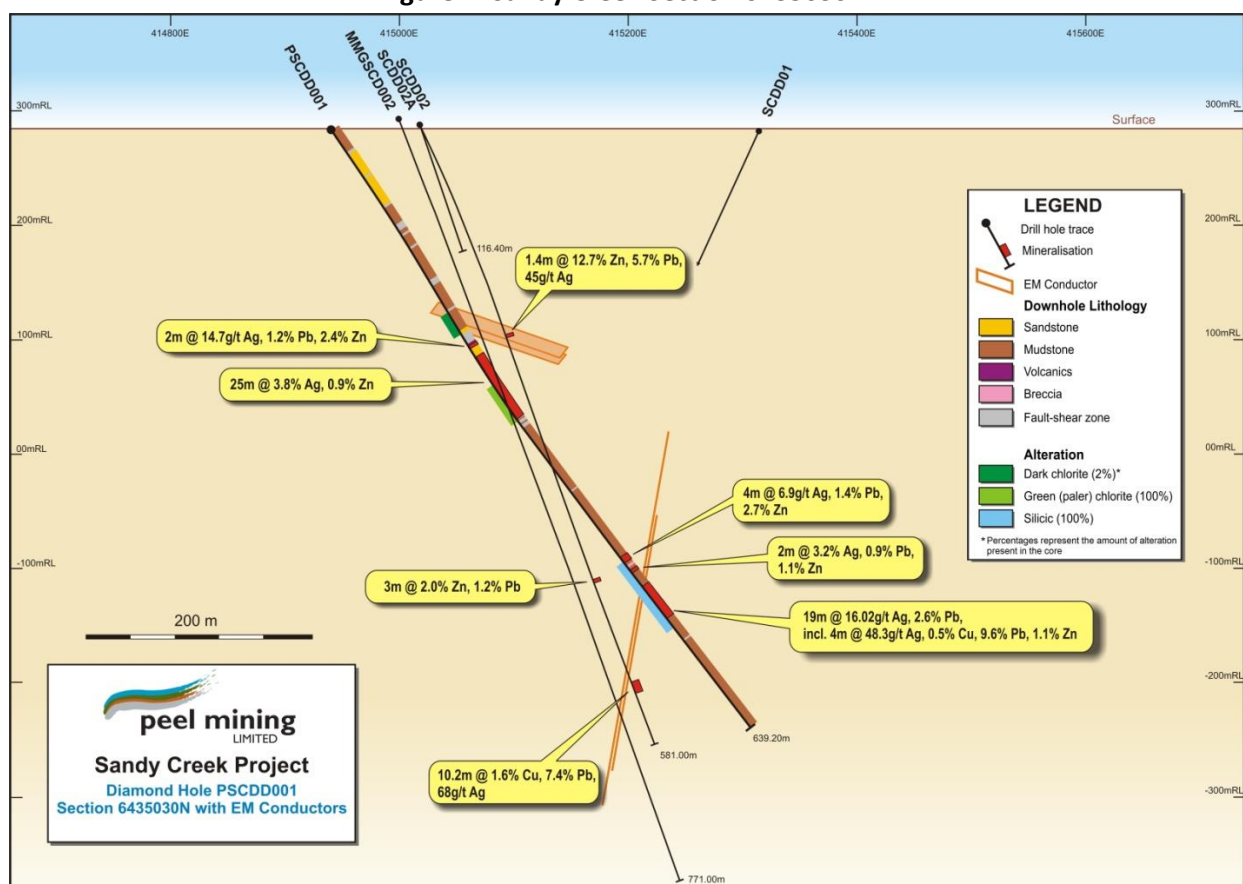 414800E
415000E
415200E
415400E
415600E
PSCDD001
MMGSCD002
SCDD02A
SCDD02
SCDD01
300mRL
300mRL
Surface
200mRL
200mRL
100mRL
100mRL
00mRL
00mRL
-100mRL
-100mRL
-200mRL
-300mRL
116.40m
1.4m @ 12.7% Zn, 5.7% Pb,
45g/t Ag
2m @ 14.7g/t Ag, 1.2% Pb, 2.4% Zn
25m @ 3.8% Ag, 0.9% Zn
4m @ 6.9g/t Ag, 1.4% Pb,
2.7% Zn
2m @ 3.2% Ag, 0.9% Pb,
1.1% Zn
3m @ 2.0% Zn, 1.2% Pb
19m @ 16.02g/t Ag, 2.6% Pb,
incl. 4m @ 48.3g/t Ag, 0.5% Cu, 9.6% Pb, 1.1% Zn
10.2m @ 1.6% Cu, 7.4% Pb,
68g/t Ag
639.20m
581.00m
771.00m
LEGEND
Drill hole trace
Mineralisation
EM Conductor
Downhole Lithology
Sandstone
Mudstone
Volcanics
Breccia
Fault-shear zone
Alteration
Dark chlorite (2%)*
Green (paler) chlorite (100%)
Silicic (100%)
* Percentages represent the amount of alteration
present in the core
200 m
peel mining
LIMITED
Sandy Creek Project
Diamond Hole PSCDD001
Section 6435030N with EM Conductors